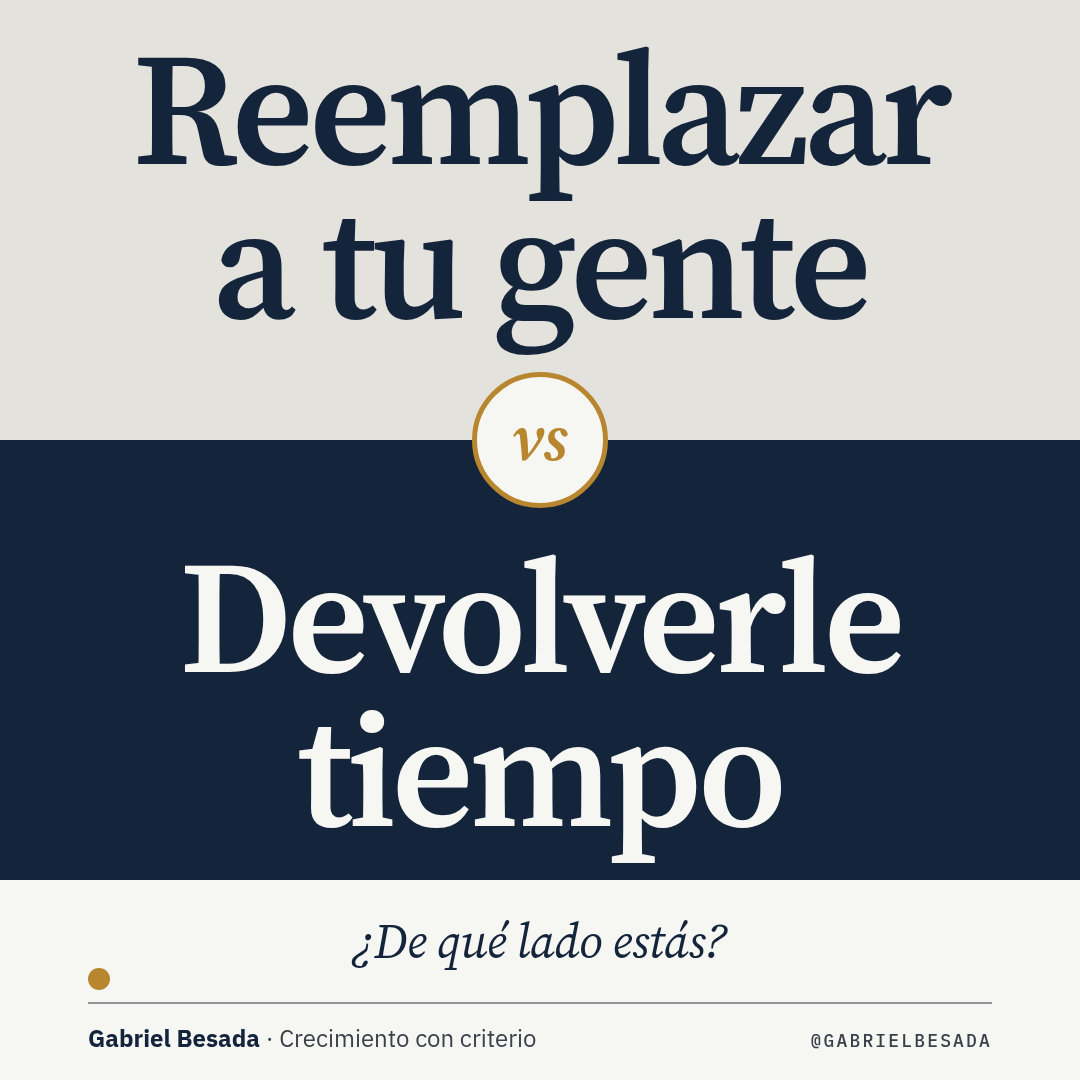 Reemplazar
a tu gente
vs
Devolverle
tiempo
¿De qué lado estás?
Gabriel Besada · Crecimiento con criterio
@GABRIELBESADA